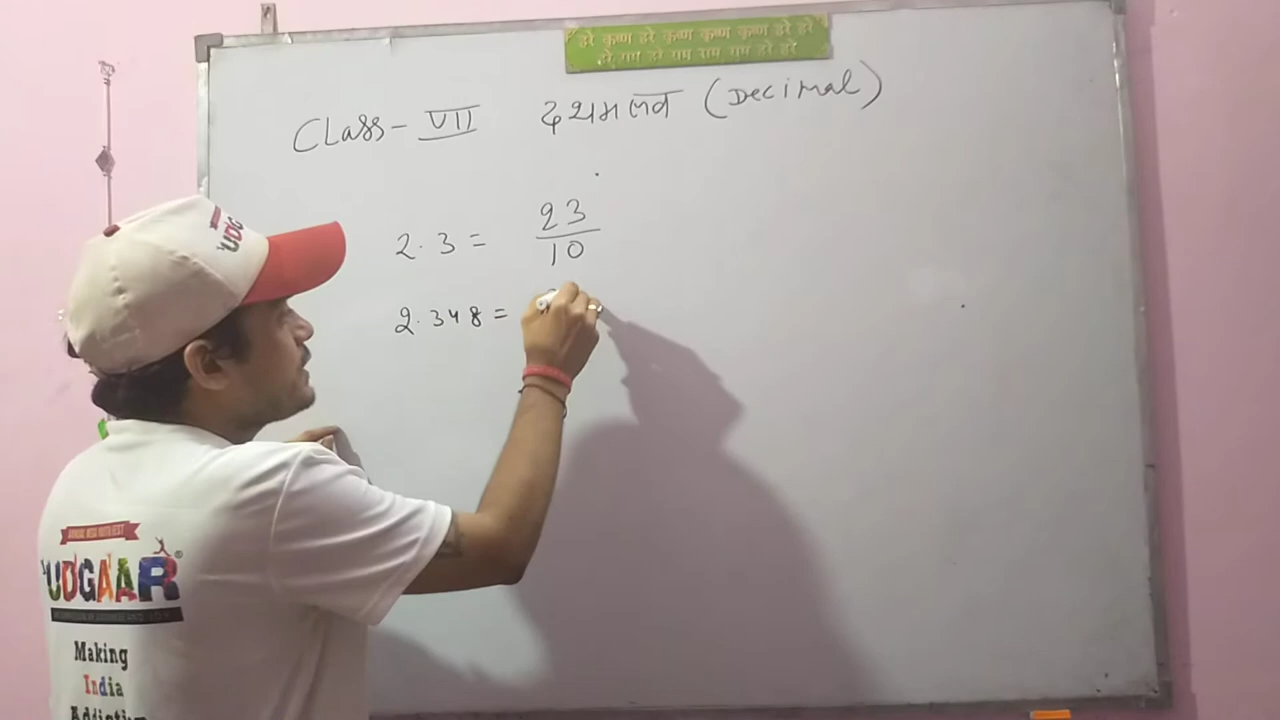 हरे कृष्ण हरे कृष्ण कृष्ण कृष्ण हरे हरे
हरे राम हरे राम राम राम हरे हरे
CLass- VII दशमलव (Decimal)
2.3 = 23/10
2.348 =
UDG
UDGAAR
Making
India